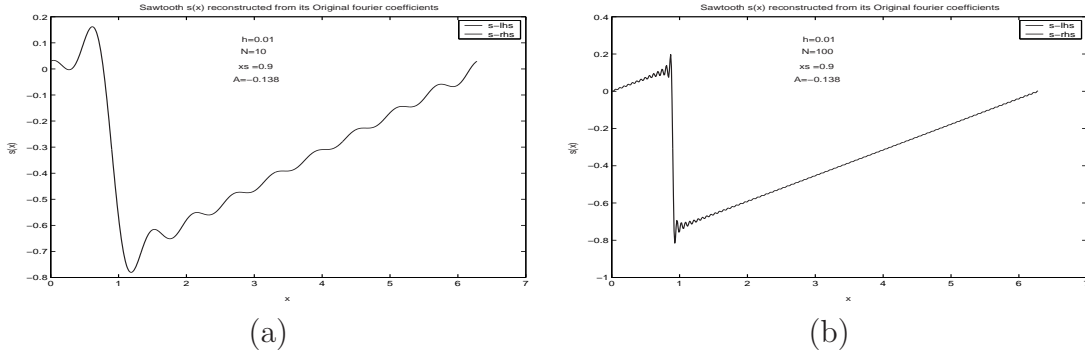 Sawtooth s(x) reconstructed from its Original fourier coefficients
0.2
0.1
0
−0.1
−0.2
−0.3
−0.4
−0.5
−0.6
−0.7
−0.8
s(x)
h=0.01
N=10
xs =0.9
A=−0.138
s−lhs
s−rhs
0 1 2 3 4 5 6 7
x
(a)
Sawtooth s(x) reconstructed from its Original fourier coefficients
0.4
0.2
0
−0.2
−0.4
−0.6
−0.8
−1
s(x)
h=0.01
N=100
xs =0.9
A=−0.138
s−lhs
s−rhs
0 1 2 3 4 5 6 7
x
(b)